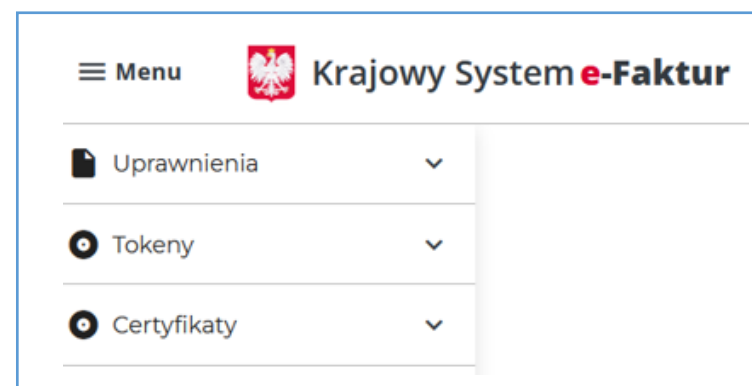 Menu
Krajowy System e-Faktur
Uprawnienia
Tokeny
Certyfikaty